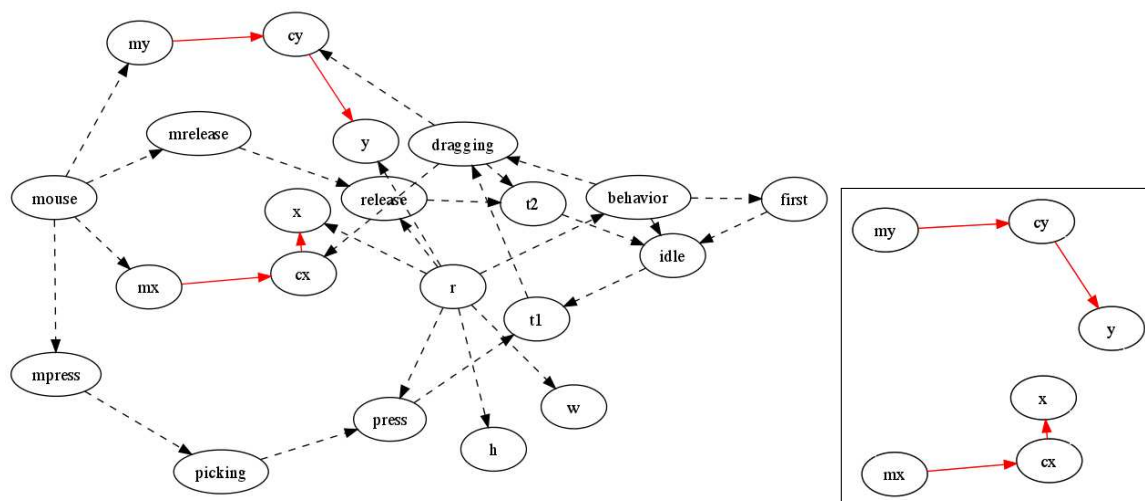 my
cy
mrelease
y
dragging
mouse
x
release
t2
behavior
first
idle
mx
cx
r
t1
mpress
press
w
h
picking
my
cy
y
x
mx
cx